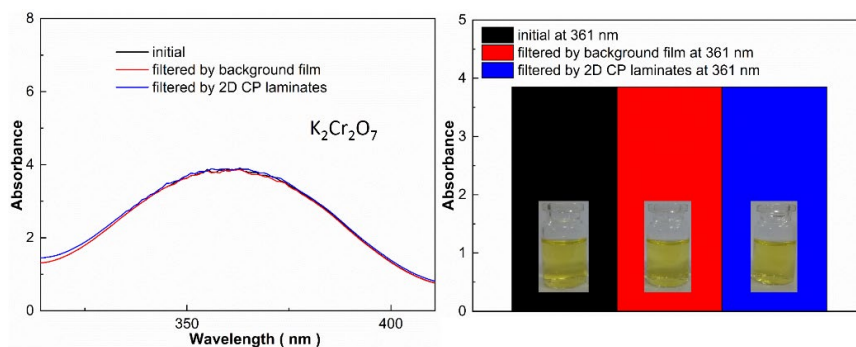 8
6
4
2
0
Absorbance
initial
filtered by background film
filtered by 2D CP laminates
K2Cr2O7
350
400
Wavelength ( nm )
5
4
3
2
1
0
Absorbance
initial at 361 nm
filtered by background film at 361 nm
filtered by 2D CP laminates at 361 nm